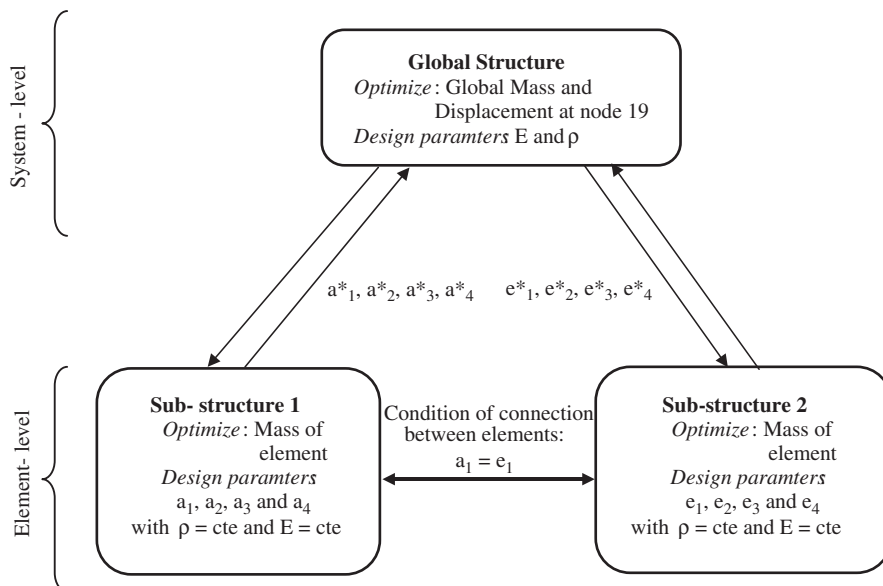 System - level
Global Structure
Optimize: Global Mass and
Displacement at node 19
Design paramters: E and ρ
a*₁, a*₂, a*₃, a*₄
e*₁, e*₂, e*₃, e*₄
Element- level
Sub- structure 1
Optimize: Mass of
element
Design paramters:
a₁, a₂, a₃ and a₄
with ρ = cte and E = cte
Condition of connection
between elements:
a₁ = e₁
Sub-structure 2
Optimize: Mass of
element
Design paramters:
e₁, e₂, e₃ and e₄
with ρ = cte and E = cte